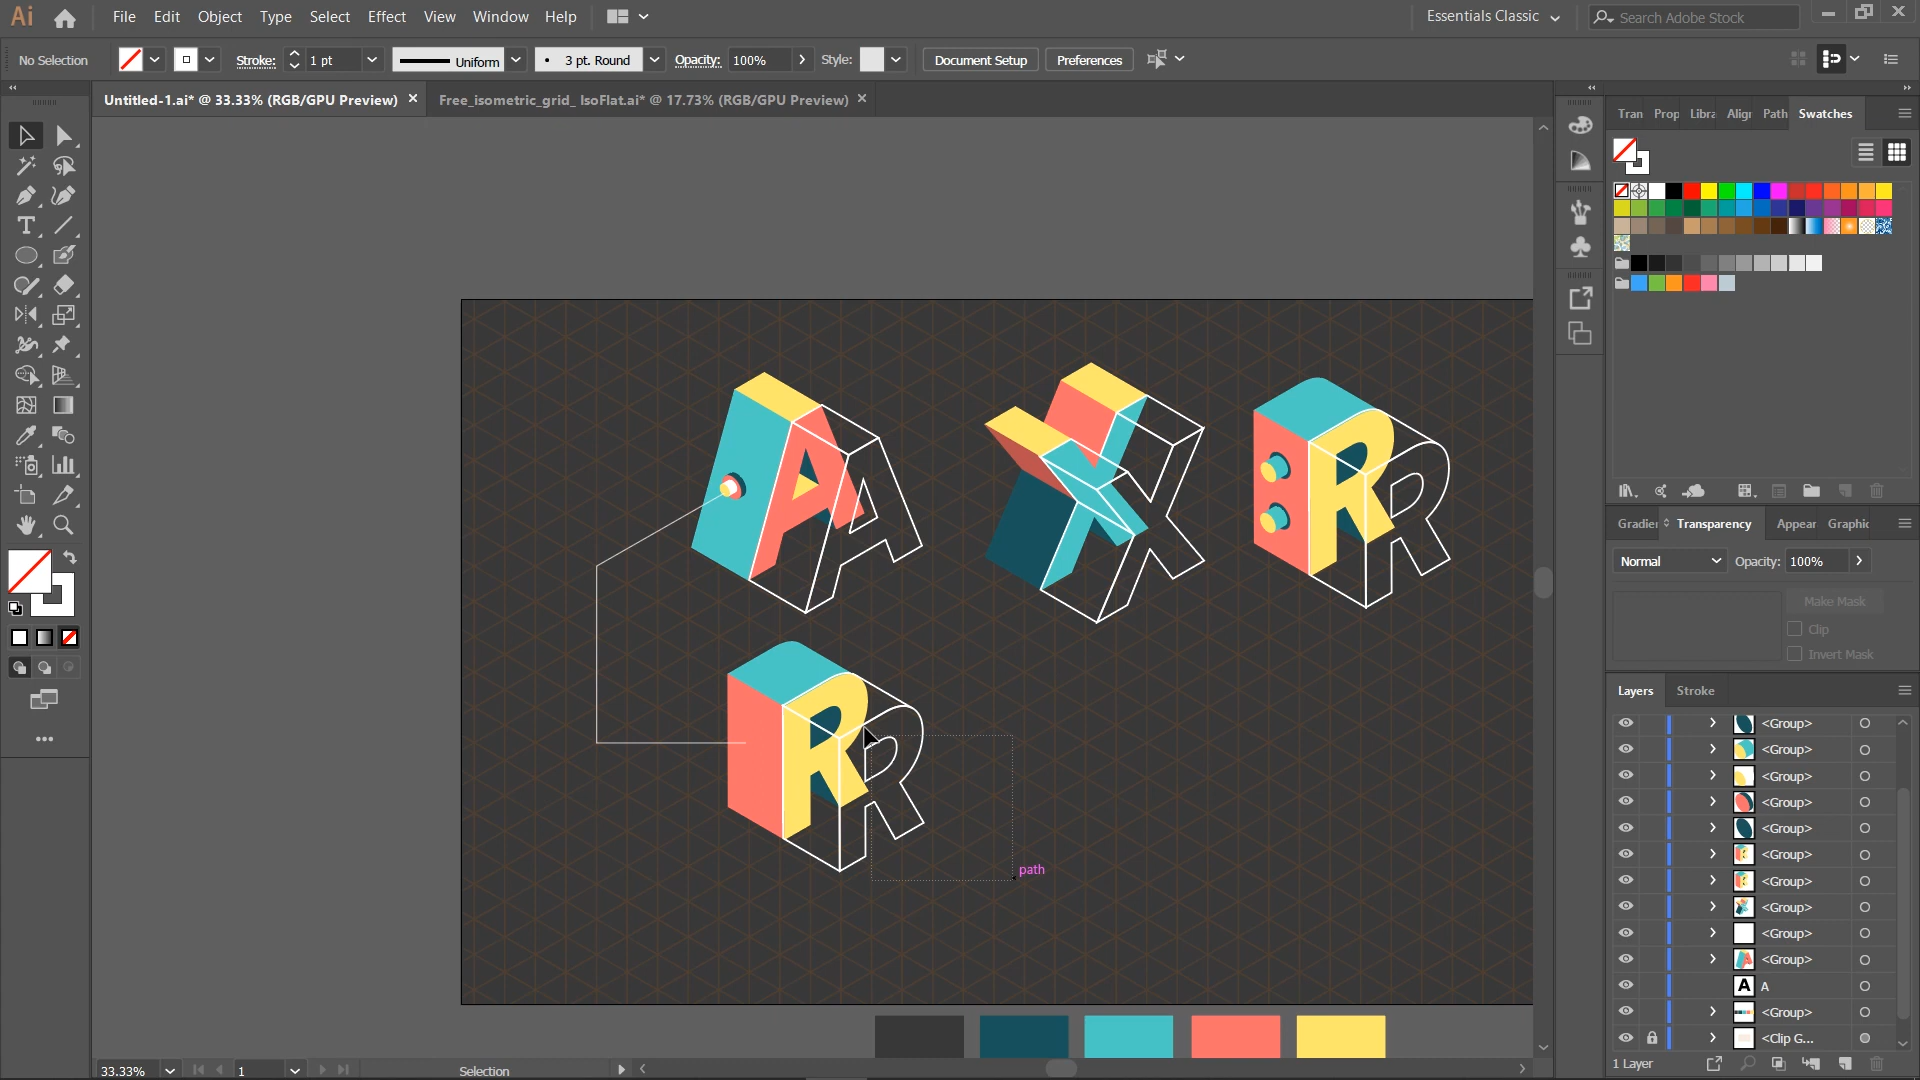 Ai File Edit Object Type Select Effect View Window Help Essentials Classic Search Adobe Stock
No Selection Stroke: 1 pt Uniform 3 pt. Round Opacity: 100% Style: Document Setup Preferences
Untitled-1.ai* @ 33.33% (RGB/GPU Preview) × Free_isometric_grid_ IsoFlat.ai* @ 17.73% (RGB/GPU Preview) ×
Tran Prop Libra Aligr Path Swatches
A A X X R R
R R
path
Gradier Transparency Appear Graphic
Normal Opacity: 100%
Make Mask
Clip
Invert Mask
Layers Stroke
<Group>
<Group>
<Group>
<Group>
<Group>
<Group>
<Group>
<Group>
<Group>
<Group>
A A
<Group>
<Clip G...
1 Layer
33.33% 1 Selection